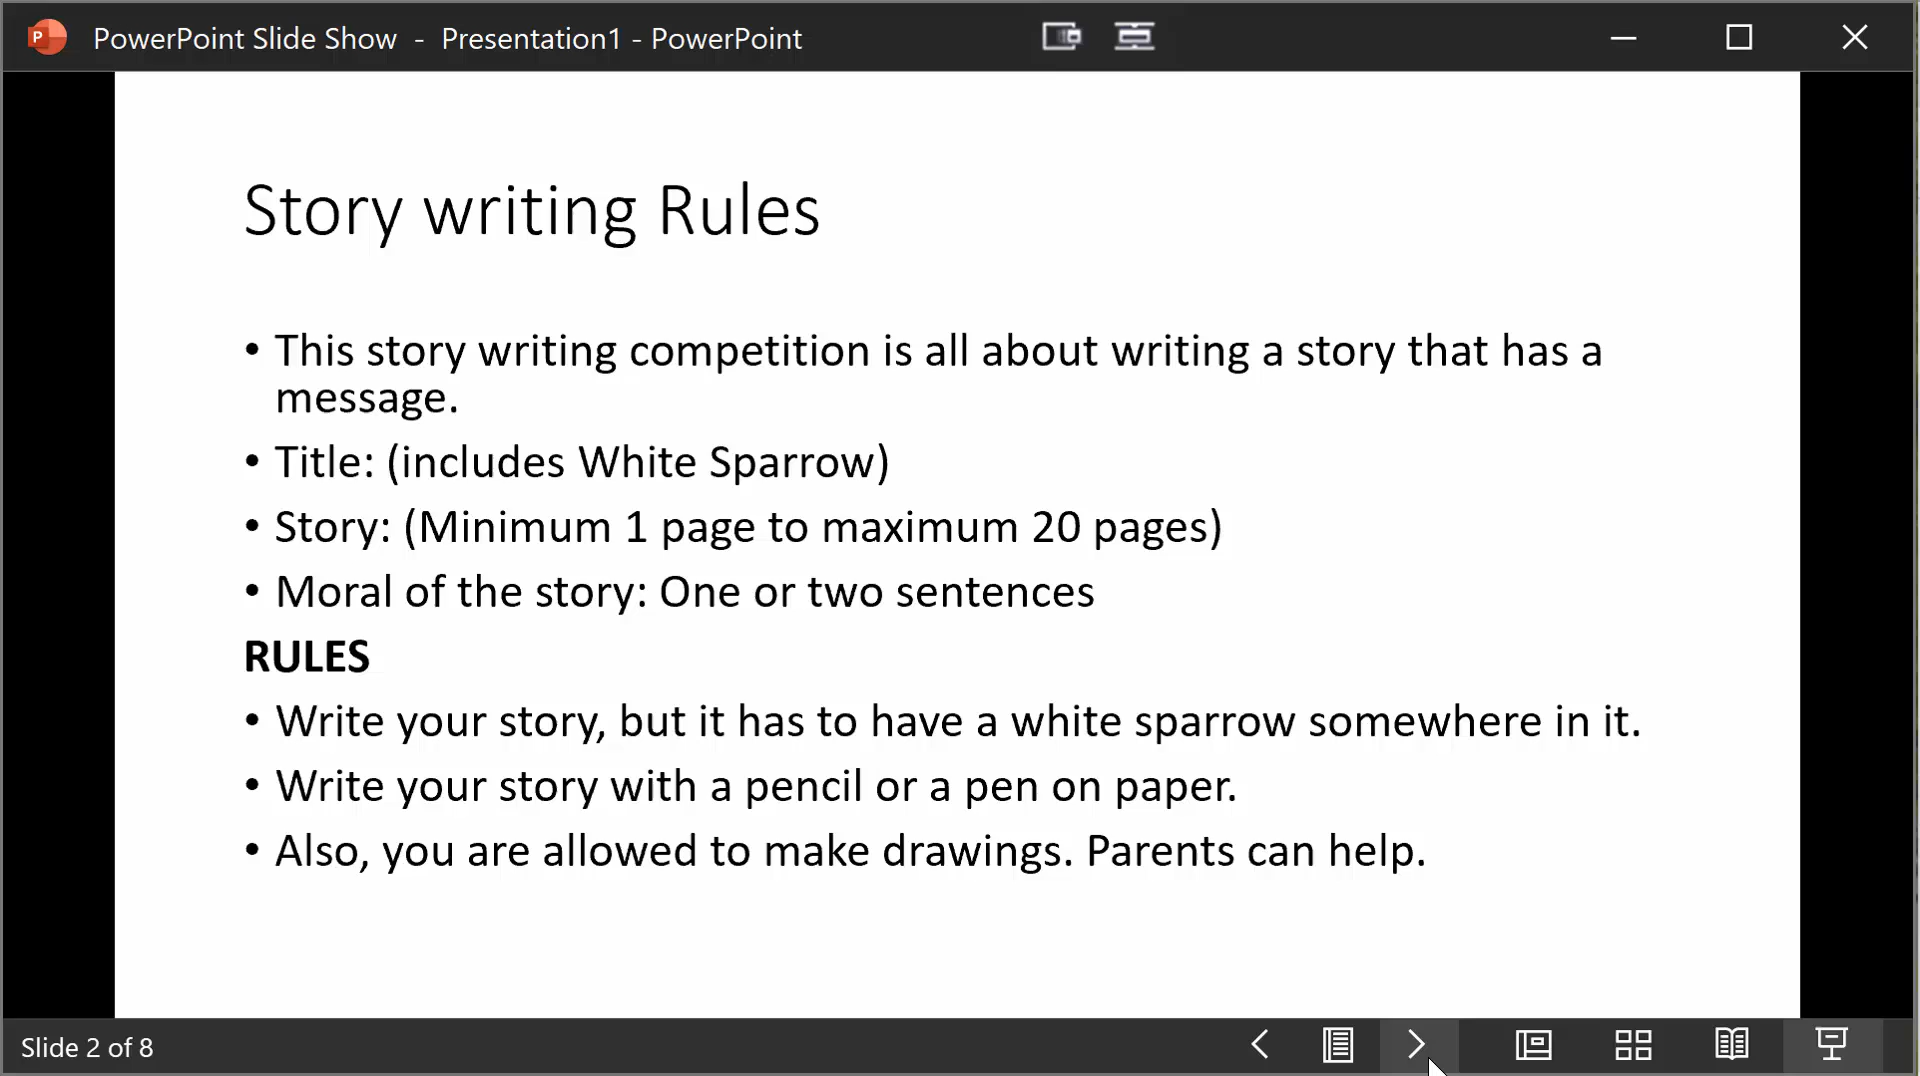 PowerPoint Slide Show - Presentation1 - PowerPoint
Story writing Rules
• This story writing competition is all about writing a story that has a
message.
• Title: (includes White Sparrow)
• Story: (Minimum 1 page to maximum 20 pages)
• Moral of the story: One or two sentences
RULES
• Write your story, but it has to have a white sparrow somewhere in it.
• Write your story with a pencil or a pen on paper.
• Also, you are allowed to make drawings. Parents can help.
Slide 2 of 8